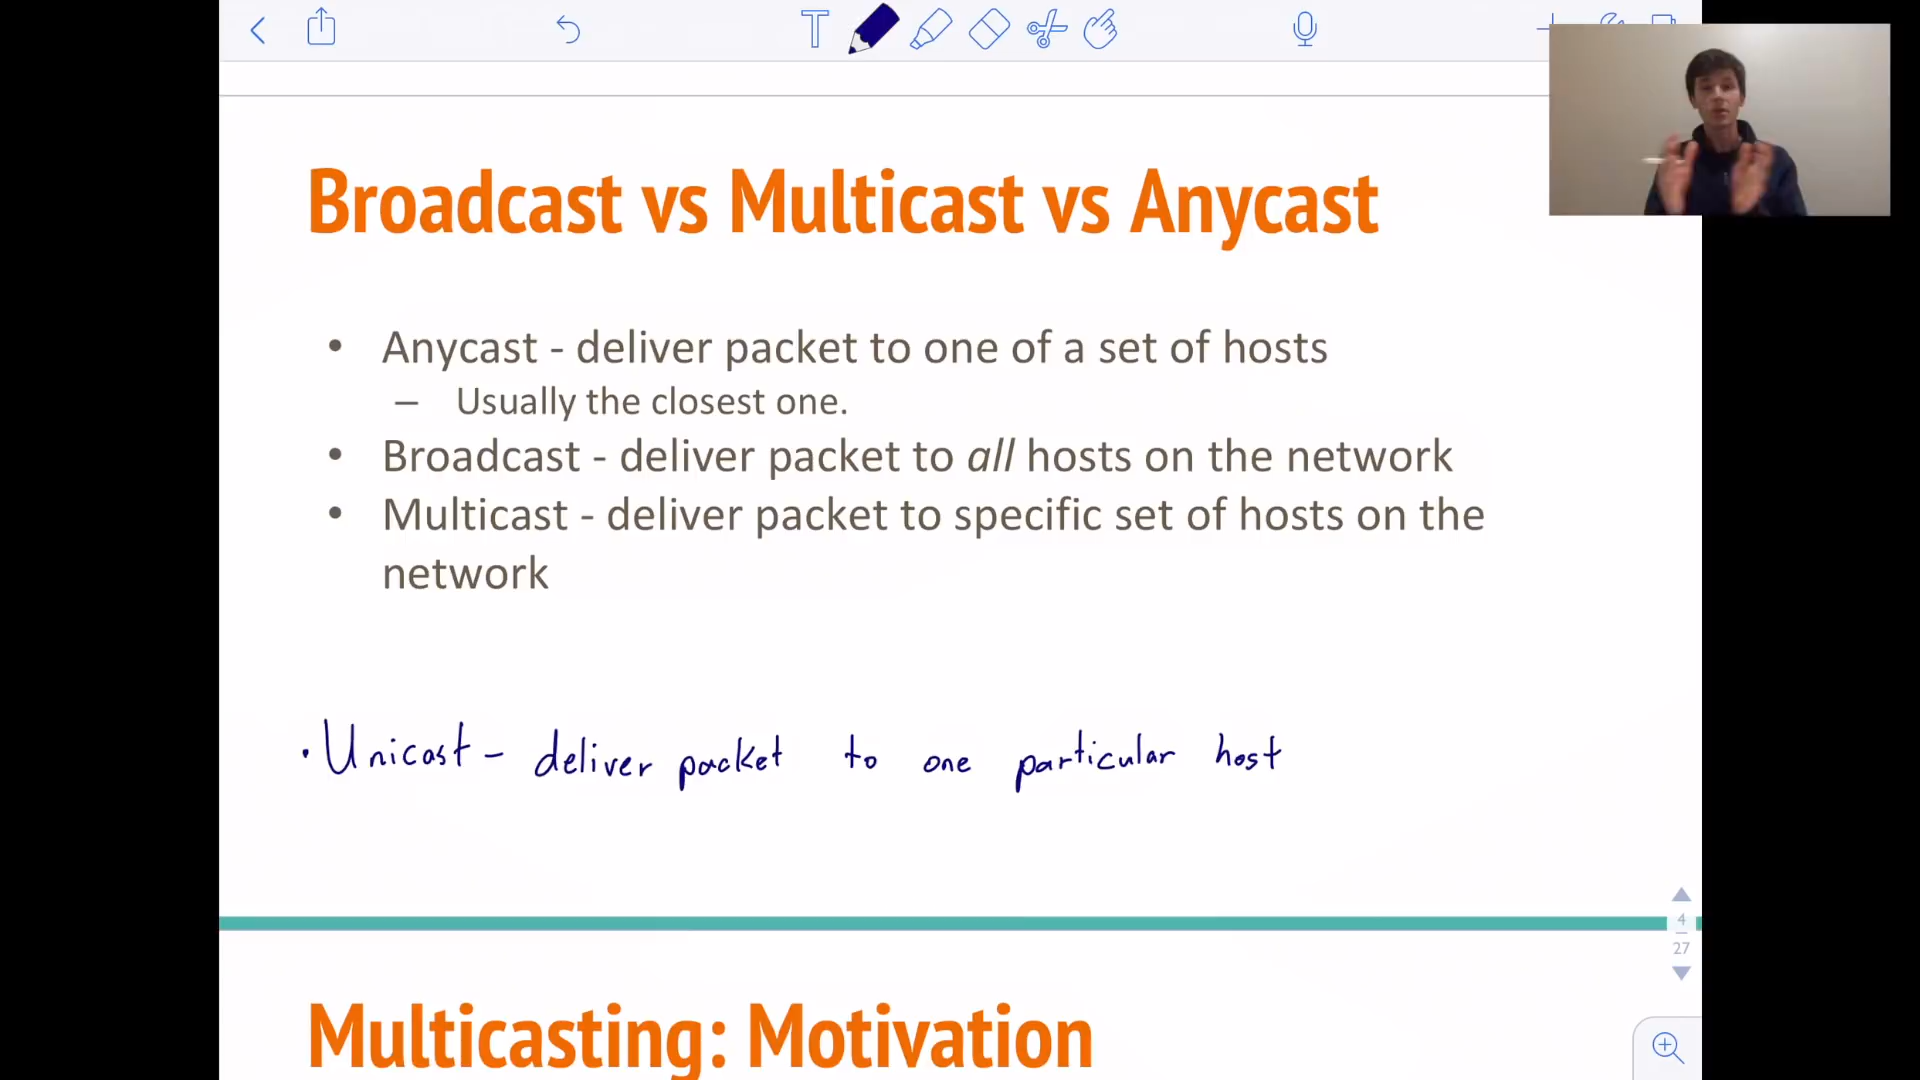 Broadcast vs Multicast vs Anycast
• Anycast - deliver packet to one of a set of hosts
– Usually the closest one.
• Broadcast - deliver packet to all hosts on the network
• Multicast - deliver packet to specific set of hosts on the
network
• Unicast – deliver packet to one particular host
4
27
Multicasting: Motivation